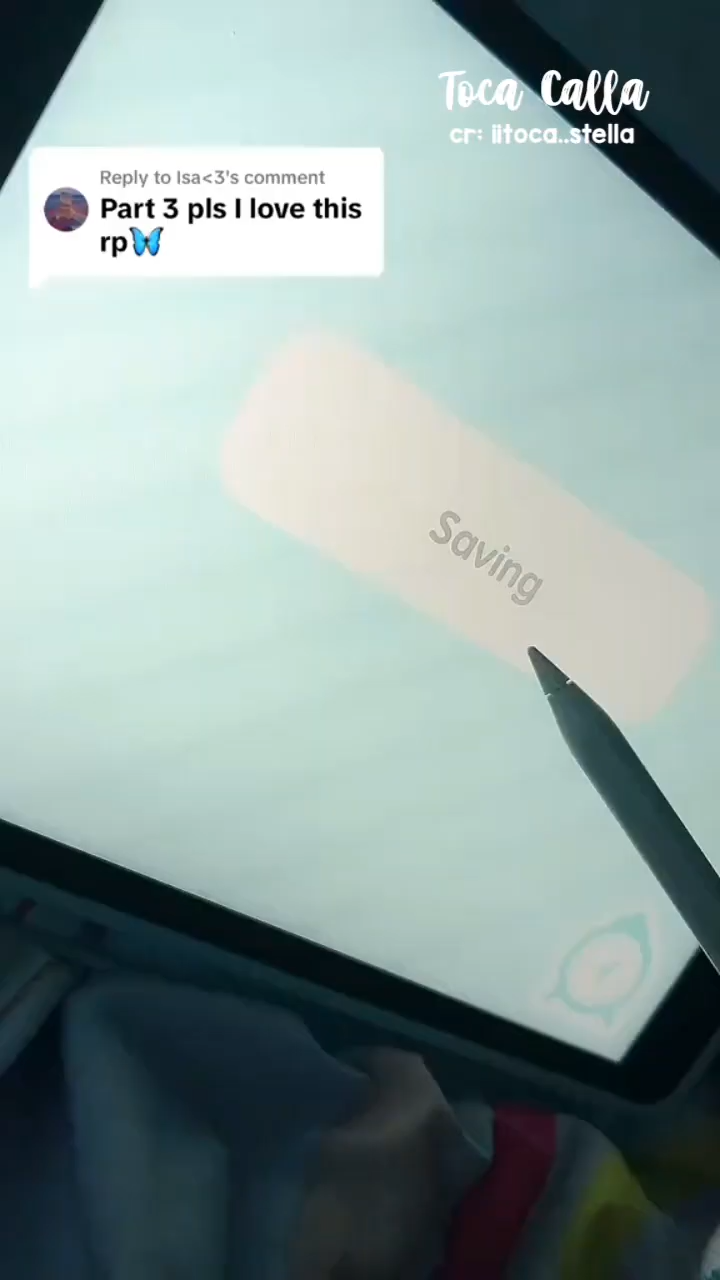 Toca Calla
cr: iitoca..stella
Reply to Isa<3's comment
Part 3 pls I love this
rp🦋
Saving